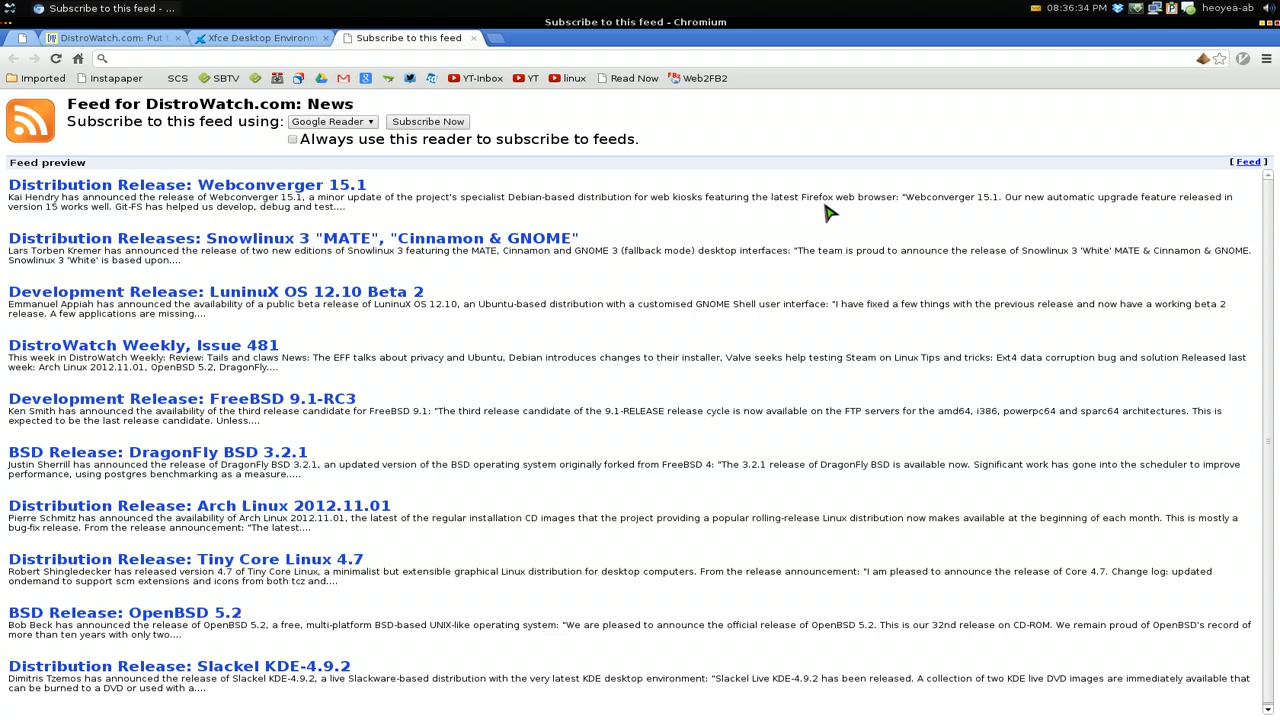 Subscribe to this feed - ...
08:36:34 PM
heoyea-ab
Subscribe to this feed - Chromium
DistroWatch.com: Put t
Xfce Desktop Environm
Subscribe to this feed
Imported
Instapaper
SCS
SBTV
YT-Inbox
YT
linux
Read Now
Web2FB2
Feed for DistroWatch.com: News
Subscribe to this feed using: Google Reader Subscribe Now
Always use this reader to subscribe to feeds.
Feed preview
[ Feed ]
Distribution Release: Webconverger 15.1
Kai Hendry has announced the release of Webconverger 15.1, a minor update of the project's specialist Debian-based distribution for web kiosks featuring the latest Firefox web browser: "Webconverger 15.1. Our new automatic upgrade feature released in
version 15 works well. Git-FS has helped us develop, debug and test....
Distribution Releases: Snowlinux 3 "MATE", "Cinnamon & GNOME"
Lars Torben Kremer has announced the release of two new editions of Snowlinux 3 featuring the MATE, Cinnamon and GNOME 3 (fallback mode) desktop interfaces: "The team is proud to announce the release of Snowlinux 3 'White' MATE & Cinnamon & GNOME.
Snowlinux 3 'White' is based upon....
Development Release: LuninuX OS 12.10 Beta 2
Emmanuel Appiah has announced the availability of a public beta release of LuninuX OS 12.10, an Ubuntu-based distribution with a customised GNOME Shell user interface: "I have fixed a few things with the previous release and now have a working beta 2
release. A few applications are missing....
DistroWatch Weekly, Issue 481
This week in DistroWatch Weekly: Review: Tails and claws News: The EFF talks about privacy and Ubuntu, Debian introduces changes to their installer, Valve seeks help testing Steam on Linux Tips and tricks: Ext4 data corruption bug and solution Released last
week: Arch Linux 2012.11.01, OpenBSD 5.2, DragonFly....
Development Release: FreeBSD 9.1-RC3
Ken Smith has announced the availability of the third release candidate for FreeBSD 9.1: "The third release candidate of the 9.1-RELEASE release cycle is now available on the FTP servers for the amd64, i386, powerpc64 and sparc64 architectures. This is
expected to be the last release candidate. Unless....
BSD Release: DragonFly BSD 3.2.1
Justin Sherrill has announced the release of DragonFly BSD 3.2.1, an updated version of the BSD operating system originally forked from FreeBSD 4: "The 3.2.1 release of DragonFly BSD is available now. Significant work has gone into the scheduler to improve
performance, using postgres benchmarking as a measure.....
Distribution Release: Arch Linux 2012.11.01
Pierre Schmitz has announced the availability of Arch Linux 2012.11.01, the latest of the regular installation CD images that the project providing a popular rolling-release Linux distribution now makes available at the beginning of each month. This is mostly a
bug-fix release. From the release announcement: "The latest....
Distribution Release: Tiny Core Linux 4.7
Robert Shingledecker has released version 4.7 of Tiny Core Linux, a minimalist but extensible graphical Linux distribution for desktop computers. From the release announcement: "I am pleased to announce the release of Core 4.7. Change log: updated
ondemand to support scm extensions and icons from both tcz and....
BSD Release: OpenBSD 5.2
Bob Beck has announced the release of OpenBSD 5.2, a free, multi-platform BSD-based UNIX-like operating system: "We are pleased to announce the official release of OpenBSD 5.2. This is our 32nd release on CD-ROM. We remain proud of OpenBSD's record of
more than ten years with only two....
Distribution Release: Slackel KDE-4.9.2
Dimitris Tzemos has announced the release of Slackel KDE-4.9.2, a live Slackware-based distribution with the very latest KDE desktop environment: "Slackel Live KDE-4.9.2 has been released. A collection of two KDE live DVD images are immediately available that
can be burned to a DVD or used with a....